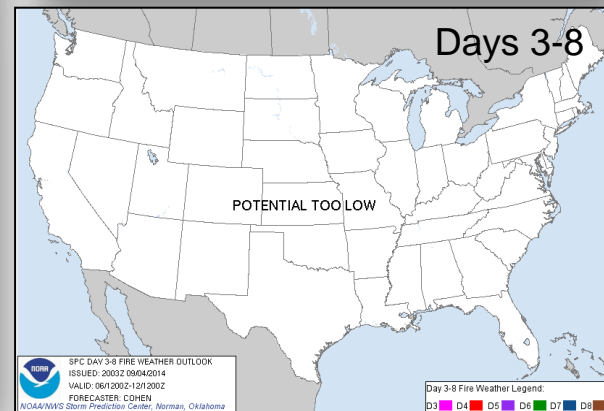 Days 3-8
POTENTIAL TOO LOW
NOAA
SPC DAY 3-8 FIRE WEATHER OUTLOOK
ISSUED: 2003Z 09/04/2014
VALID: 06/1200Z-12/1200Z
FORECASTER: COHEN
NOAA/NWS Storm Prediction Center, Norman, Oklahoma
Day 3-8 Fire Weather Legend:
D3 D4 D5 D6 D7 D8